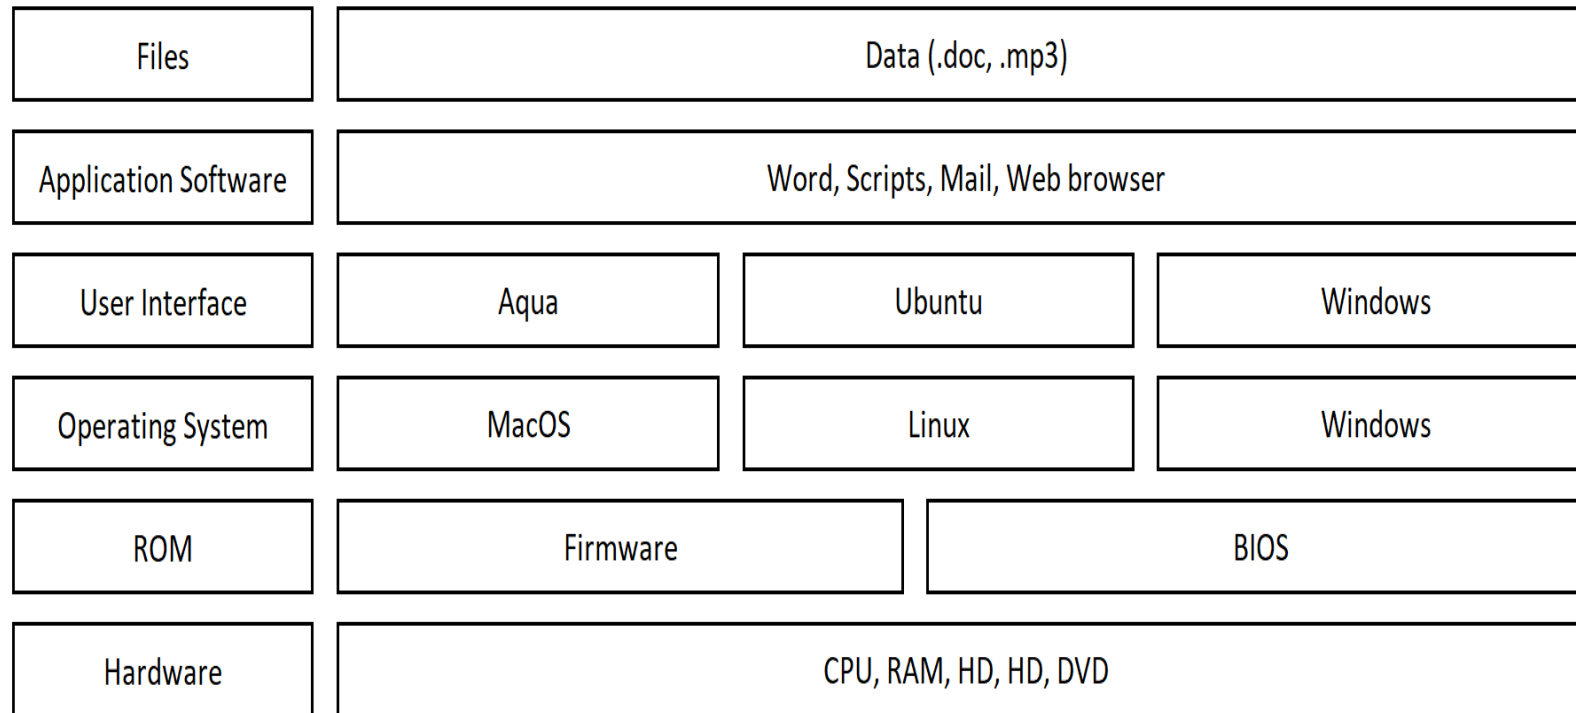 Files
Data (.doc, .mp3)
Application Software
Word, Scripts, Mail, Web browser
User Interface
Aqua
Ubuntu
Windows
Operating System
MacOS
Linux
Windows
ROM
Firmware
BIOS
Hardware
CPU, RAM, HD, HD, DVD